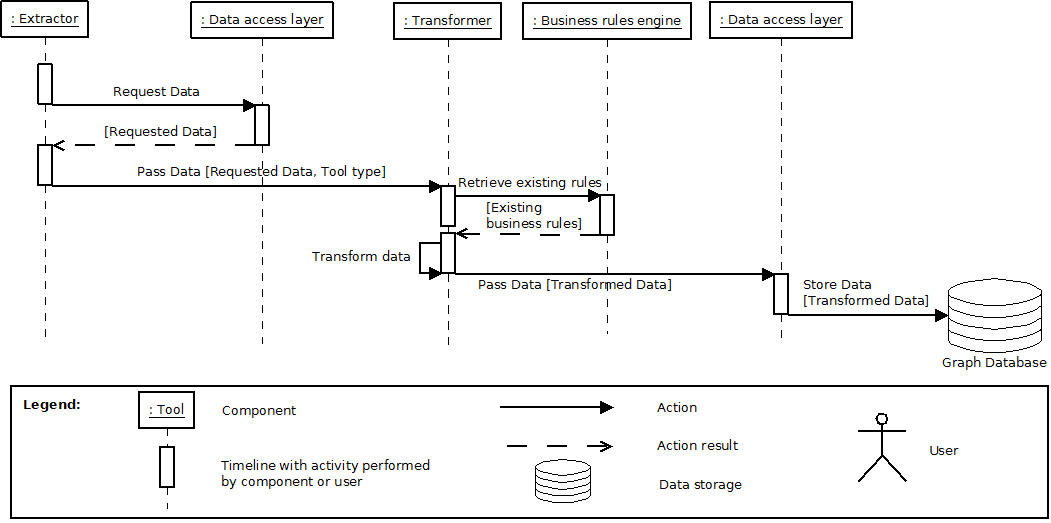 : Extractor
: Data access layer
: Transformer
: Business rules engine
: Data access layer
Request Data
[Requested Data]
Pass Data [Requested Data, Tool type]
Retrieve existing rules
[Existing
business rules]
Transform data
Pass Data [Transformed Data]
Store Data
[Transformed Data]
Graph Database
Legend:
: Tool
Component
Action
Action result
User
Timeline with activity performed
by component or user
Data storage